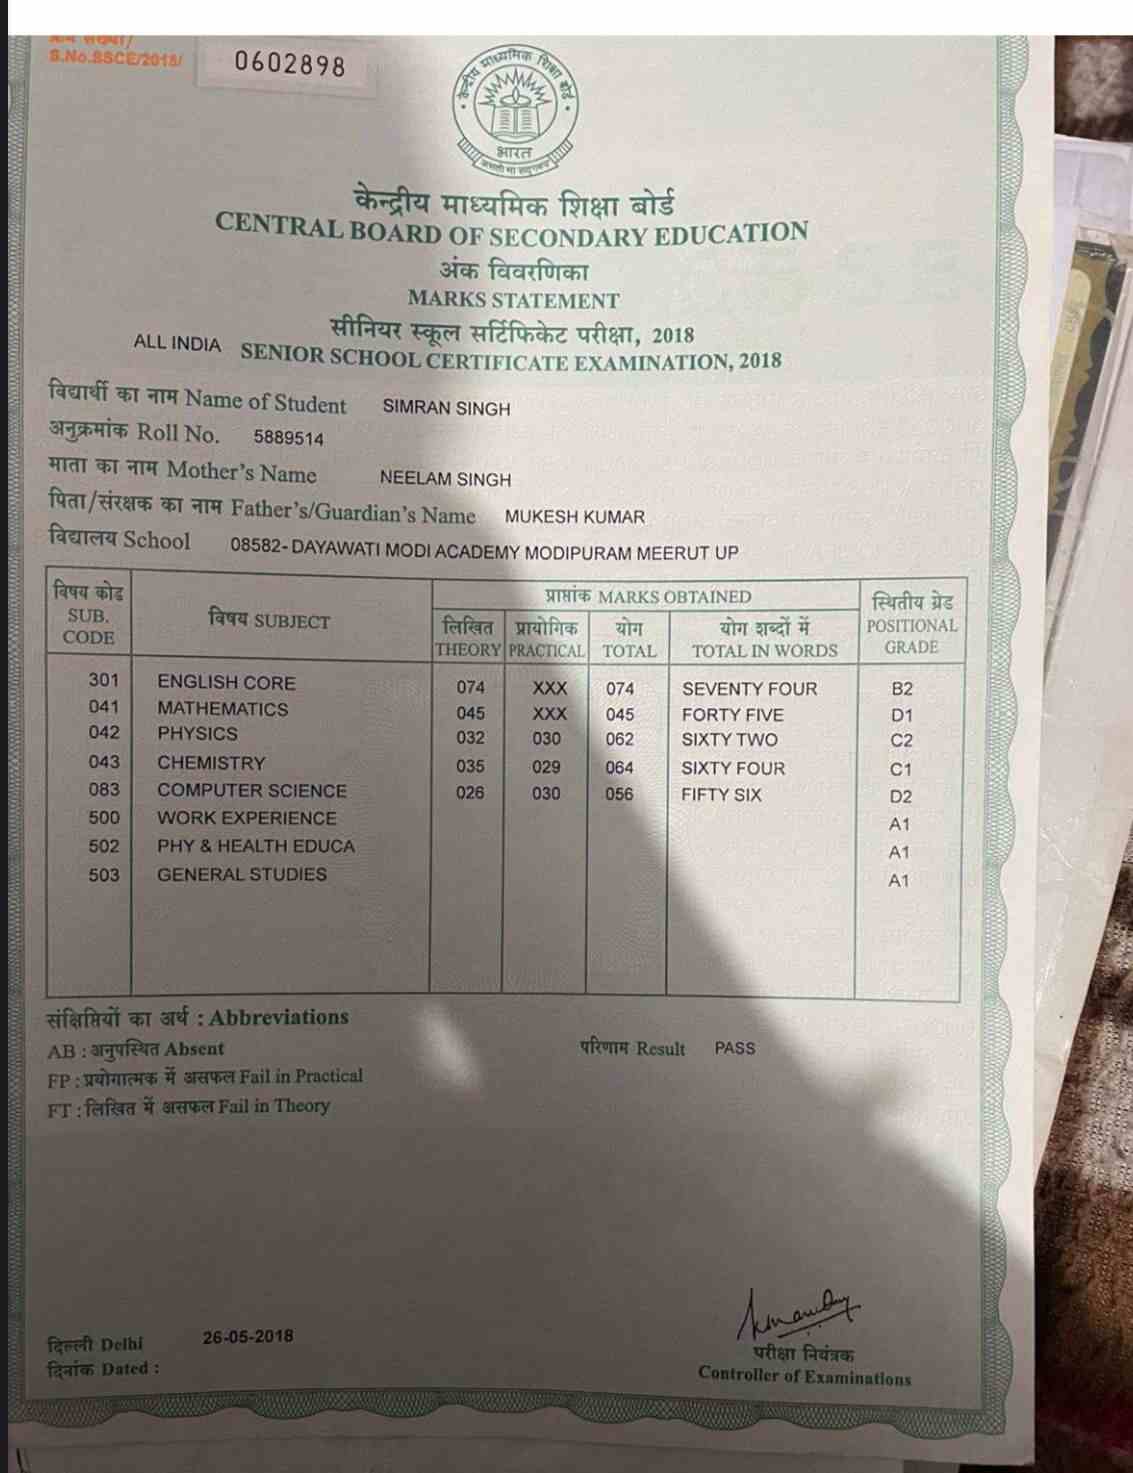 S.No.SSCE/2018/
0602898
केन्द्रीय माध्यमिक शिक्षा बोर्ड
भारत
असतो मा सद्गमय
केन्द्रीय माध्यमिक शिक्षा बोर्ड
CENTRAL BOARD OF SECONDARY EDUCATION
अंक विवरणिका
MARKS STATEMENT
सीनियर स्कूल सर्टिफिकेट परीक्षा, 2018
ALL INDIA SENIOR SCHOOL CERTIFICATE EXAMINATION, 2018
विद्यार्थी का नाम Name of Student SIMRAN SINGH
अनुक्रमांक Roll No. 5889514
माता का नाम Mother's Name NEELAM SINGH
पिता/संरक्षक का नाम Father's/Guardian's Name MUKESH KUMAR
विद्यालय School 08582- DAYAWATI MODI ACADEMY MODIPURAM MEERUT UP
विषय कोड SUB. CODE विषय SUBJECT प्राप्तांक MARKS OBTAINED स्थितीय ग्रेड POSITIONAL GRADE
लिखित THEORY प्रायोगिक PRACTICAL योग TOTAL योग शब्दों में TOTAL IN WORDS
301 ENGLISH CORE 074 XXX 074 SEVENTY FOUR B2
041 MATHEMATICS 045 XXX 045 FORTY FIVE D1
042 PHYSICS 032 030 062 SIXTY TWO C2
043 CHEMISTRY 035 029 064 SIXTY FOUR C1
083 COMPUTER SCIENCE 026 030 056 FIFTY SIX D2
500 WORK EXPERIENCE A1
502 PHY & HEALTH EDUCA A1
503 GENERAL STUDIES A1
संक्षिप्तियों का अर्थ : Abbreviations
AB : अनुपस्थित Absent परिणाम Result PASS
FP : प्रयोगात्मक में असफल Fail in Practical
FT : लिखित में असफल Fail in Theory
दिल्ली Delhi 26-05-2018
दिनांक Dated :
परीक्षा नियंत्रक
Controller of Examinations